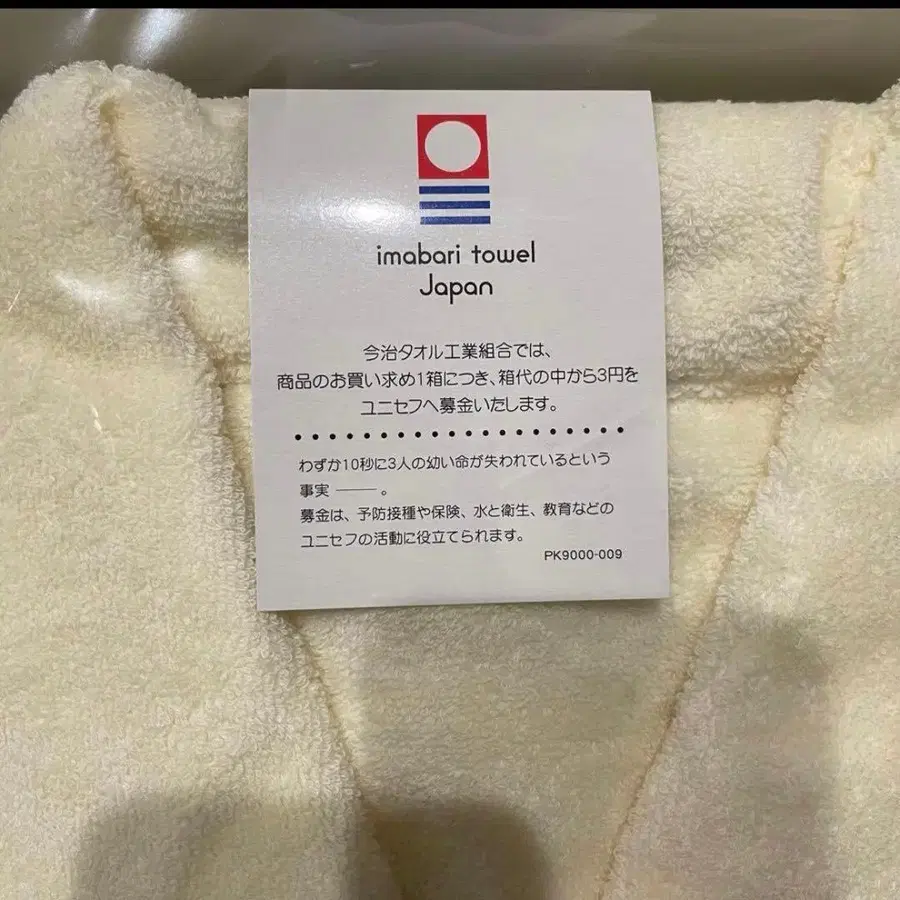 imabari towel
Japan
今治タオル工業組合では、
商品のお買い求め1箱につき、箱代の中から3円を
ユニセフへ募金いたします。
わずか10秒に3人の幼い命が失われているという
事実 ――。
募金は、予防接種や保険、水と衛生、教育などの
ユニセフの活動に役立てられます。
PK9000-009